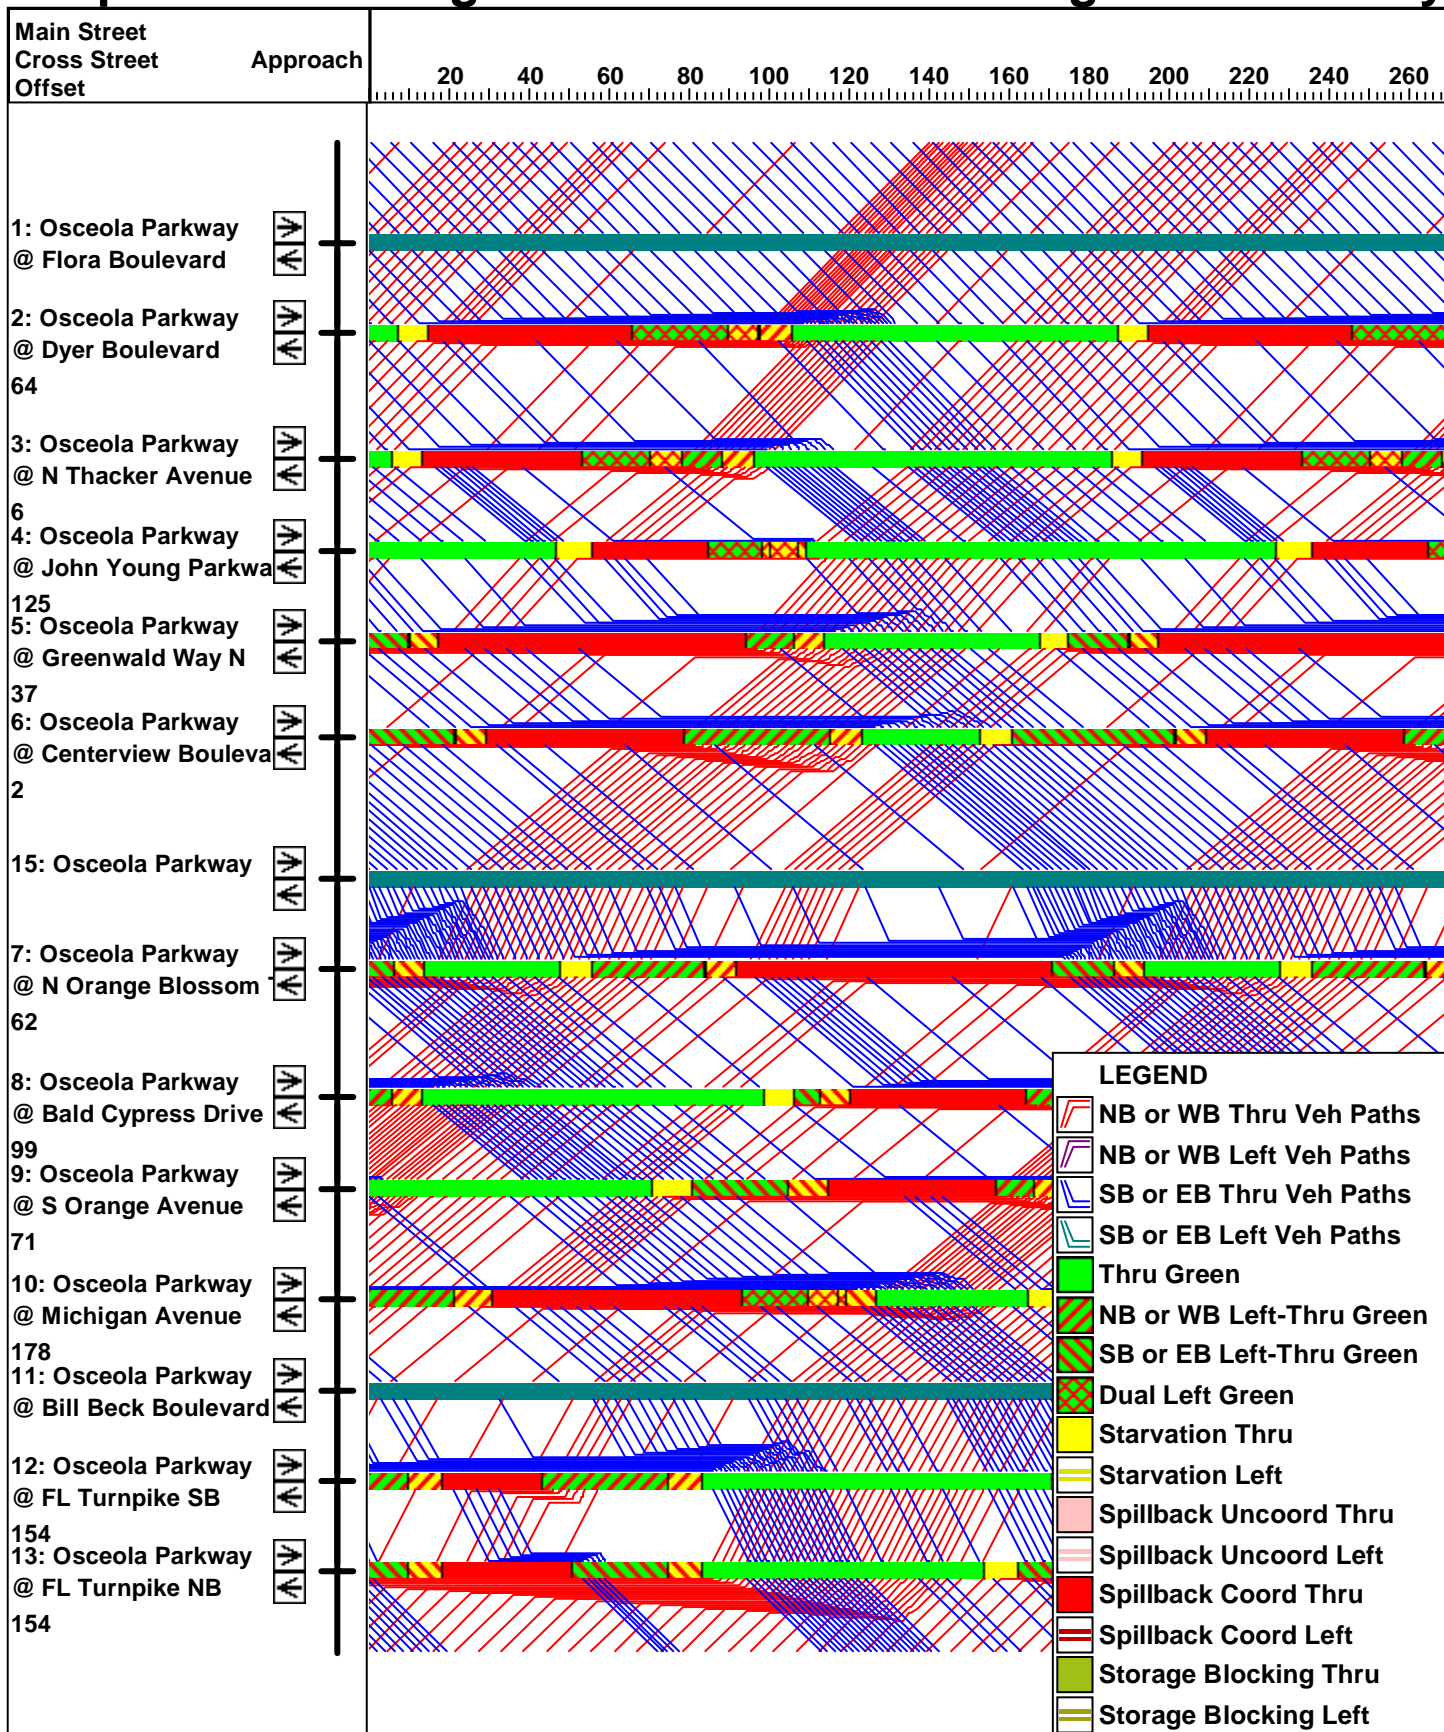 Main Street
Cross Street Approach
Offset
20 40 60 80 100 120 140 160 180 200 220 240 260
1: Osceola Parkway
@ Flora Boulevard
2: Osceola Parkway
@ Dyer Boulevard
64
3: Osceola Parkway
@ N Thacker Avenue
6
4: Osceola Parkway
@ John Young Parkwa
125
5: Osceola Parkway
@ Greenwald Way N
37
6: Osceola Parkway
@ Centerview Bouleva
2
15: Osceola Parkway
7: Osceola Parkway
@ N Orange Blossom
62
8: Osceola Parkway
@ Bald Cypress Drive
99
9: Osceola Parkway
@ S Orange Avenue
71
10: Osceola Parkway
@ Michigan Avenue
178
11: Osceola Parkway
@ Bill Beck Boulevard
12: Osceola Parkway
@ FL Turnpike SB
154
13: Osceola Parkway
@ FL Turnpike NB
154
LEGEND
NB or WB Thru Veh Paths
NB or WB Left Veh Paths
SB or EB Thru Veh Paths
SB or EB Left Veh Paths
Thru Green
NB or WB Left-Thru Green
SB or EB Left-Thru Green
Dual Left Green
Starvation Thru
Starvation Left
Spillback Uncoord Thru
Spillback Uncoord Left
Spillback Coord Thru
Spillback Coord Left
Storage Blocking Thru
Storage Blocking Left